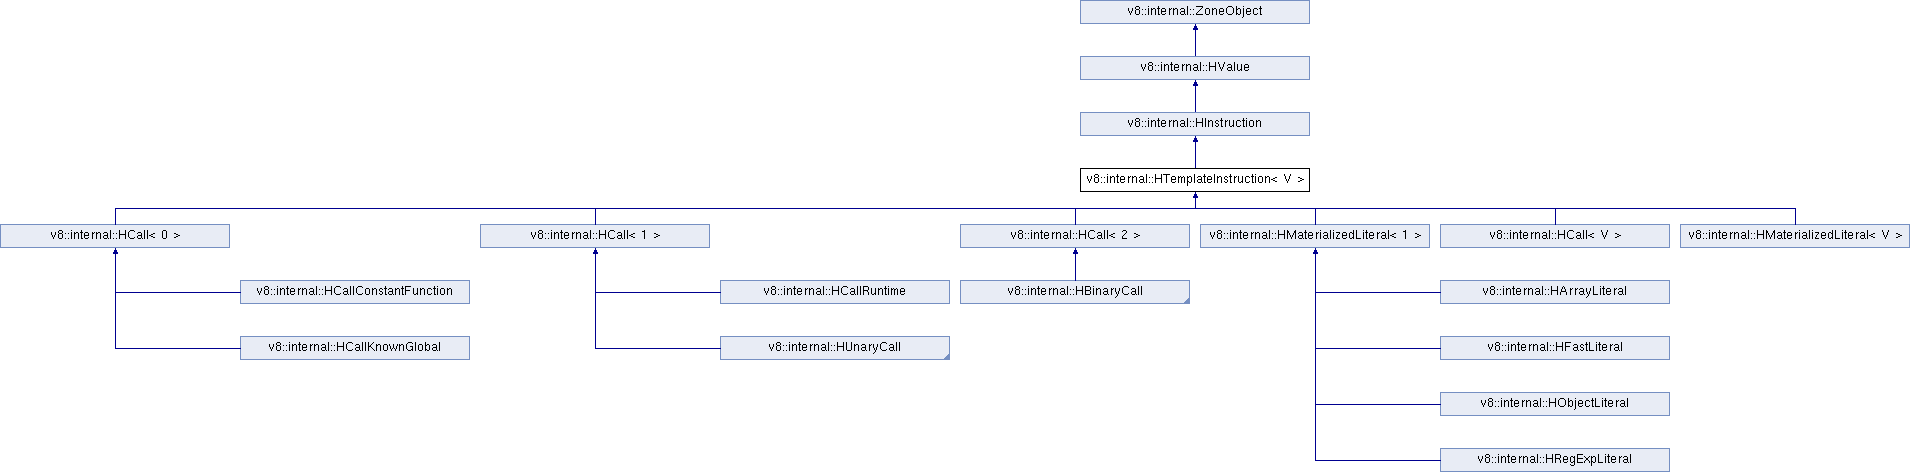 v8::internal::ZoneObject
v8::internal::HValue
v8::internal::HInstruction
v8::internal::HTemplateInstruction< V >
v8::internal::HCall< 0 >
v8::internal::HCall< 1 >
v8::internal::HCall< 2 >
v8::internal::HMaterializedLiteral< 1 >
v8::internal::HCall< V >
v8::internal::HMaterializedLiteral< V >
v8::internal::HCallConstantFunction
v8::internal::HCallRuntime
v8::internal::HBinaryCall
v8::internal::HArrayLiteral
v8::internal::HCallKnownGlobal
v8::internal::HUnaryCall
v8::internal::HFastLiteral
v8::internal::HObjectLiteral
v8::internal::HRegExpLiteral